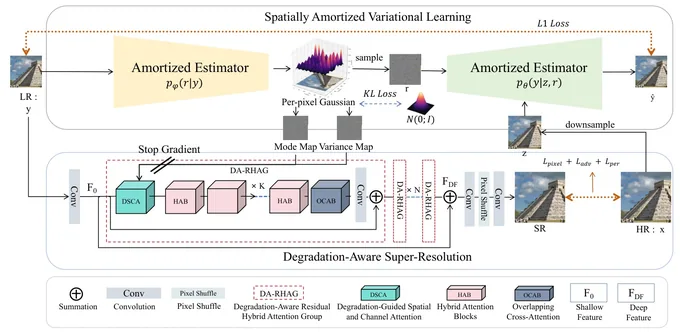 Spatially Amortized Variational Learning
L1 Loss
Amortized Estimator
pφ(r|y)
sample
r
Amortized Estimator
pθ(y|z,r)
LR :
y
ŷ
KL Loss
Per-pixel Gaussian
N(0;I)
Mode Map Variance Map
z
downsample
Stop Gradient
DA-RHAG
Lpixel + Ladv + Lper
Conv
F0
DSCA
HAB
× K
HAB
OCAB
Conv
DA-RHAG
× N
DA-RHAG
FDF
Conv
Pixel Shuffle
Conv
SR
HR : x
Degradation-Aware Super-Resolution
Summation
Conv
Convolution
Pixel Shuffle
Pixel Shuffle
DA-RHAG
Degradation-Aware Residual
Hybrid Attention Group
DSCA
Degradation-Guided Spatial
and Channel Attention
HAB
Hybrid Attention
Blocks
OCAB
Overlapping
Cross-Attention
F0
Shallow
Feature
FDF
Deep
Feature